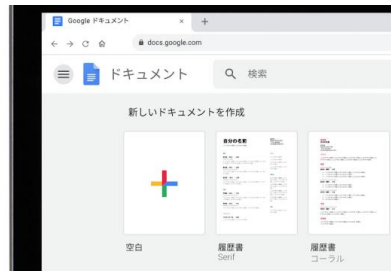 Google ドキュメント
docs.google.com
ドキュメント
検索
新しいドキュメントを作成
自分の名前
空白
履歴書
Serif
履歴書
コーラル